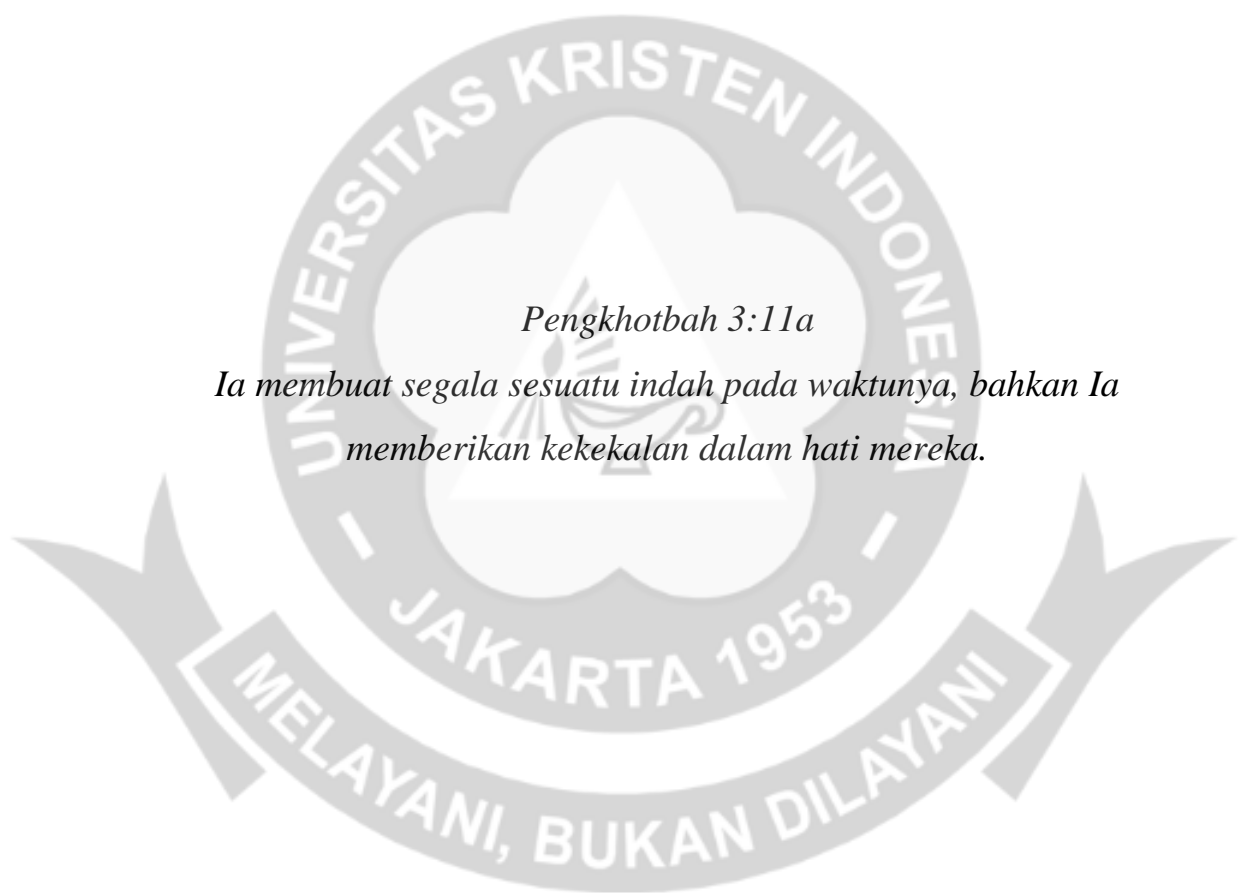 UNIVERSITAS KRISTEN INDONESIA
Pengkhotbah 3:11a
Ia membuat segala sesuatu indah pada waktunya, bahkan Ia
memberikan kekekalan dalam hati mereka.
JAKARTA 1953
MELAYANI, BUKAN DILAYANI